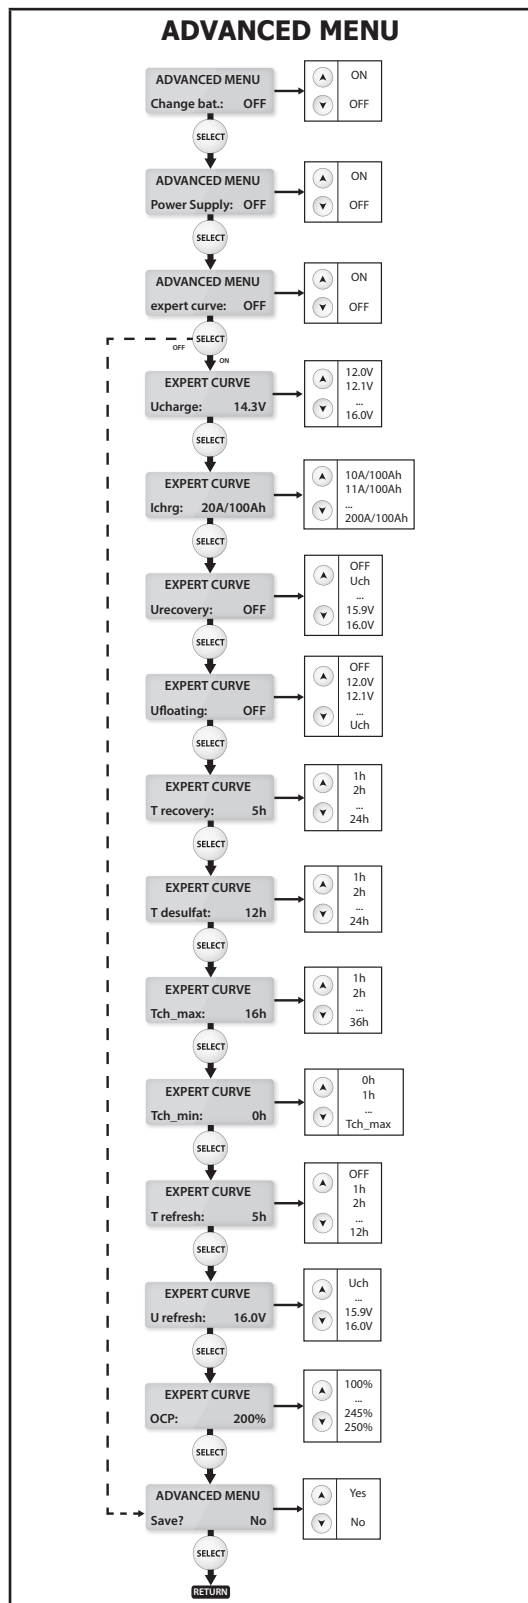 ADVANCED MENU
ADVANCED MENU
Change bat.: OFF
ON
OFF
SELECT
ADVANCED MENU
Power Supply: OFF
ON
OFF
SELECT
ADVANCED MENU
expert curve: OFF
ON
OFF
SELECT
OFF
ON
EXPERT CURVE
Ucharge: 14.3V
12.0V
12.1V
...
16.0V
SELECT
EXPERT CURVE
Ichrg: 20A/100Ah
10A/100Ah
11A/100Ah
...
200A/100Ah
SELECT
EXPERT CURVE
Urecovery: OFF
OFF
Uch
...
15.9V
16.0V
SELECT
EXPERT CURVE
Ufloating: OFF
OFF
12.0V
12.1V
...
Uch
SELECT
EXPERT CURVE
T recovery: 5h
1h
2h
...
24h
SELECT
EXPERT CURVE
T desulfat: 12h
1h
2h
...
24h
SELECT
EXPERT CURVE
Tch_max: 16h
1h
2h
...
36h
SELECT
EXPERT CURVE
Tch_min: 0h
0h
1h
...
Tch_max
SELECT
EXPERT CURVE
T refresh: 5h
OFF
1h
2h
...
12h
SELECT
EXPERT CURVE
U refresh: 16.0V
Uch
...
15.9V
16.0V
SELECT
EXPERT CURVE
OCP: 200%
100%
...
245%
250%
SELECT
ADVANCED MENU
Save? No
Yes
No
SELECT
RETURN